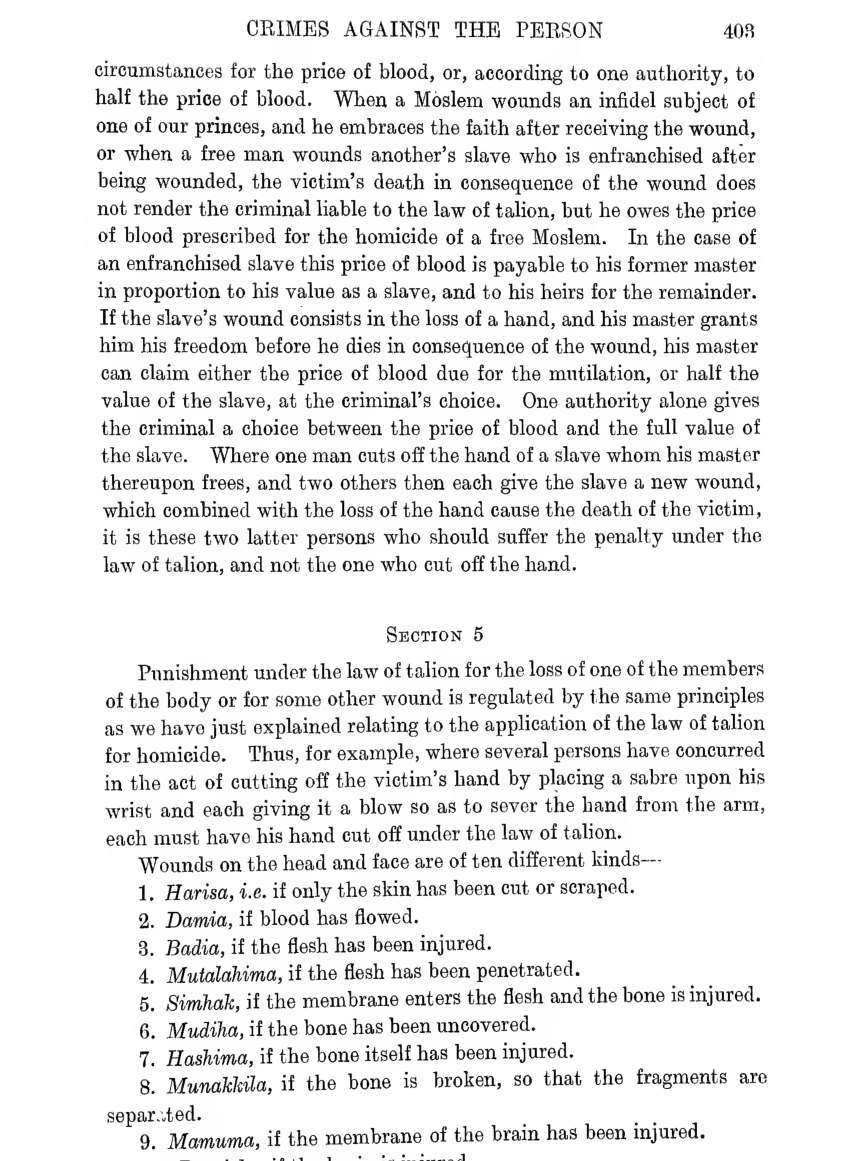 CRIMES AGAINST THE PERSON 403
circumstances for the price of blood, or, according to one authority, to
half the price of blood. When a Moslem wounds an infidel subject of
one of our princes, and he embraces the faith after receiving the wound,
or when a free man wounds another's slave who is enfranchised after
being wounded, the victim's death in consequence of the wound does
not render the criminal liable to the law of talion, but he owes the price
of blood prescribed for the homicide of a free Moslem. In the case of
an enfranchised slave this price of blood is payable to his former master
in proportion to his value as a slave, and to his heirs for the remainder.
If the slave's wound consists in the loss of a hand, and his master grants
him his freedom before he dies in consequence of the wound, his master
can claim either the price of blood due for the mutilation, or half the
value of the slave, at the criminal's choice. One authority alone gives
the criminal a choice between the price of blood and the full value of
the slave. Where one man cuts off the hand of a slave whom his master
thereupon frees, and two others then each give the slave a new wound,
which combined with the loss of the hand cause the death of the victim,
it is these two latter persons who should suffer the penalty under the
law of talion, and not the one who cut off the hand.
SECTION 5
Punishment under the law of talion for the loss of one of the members
of the body or for some other wound is regulated by the same principles
as we have just explained relating to the application of the law of talion
for homicide. Thus, for example, where several persons have concurred
in the act of cutting off the victim's hand by placing a sabre upon his
wrist and each giving it a blow so as to sever the hand from the arm,
each must have his hand cut off under the law of talion.
Wounds on the head and face are of ten different kinds—
1. Harisa, i.e. if only the skin has been cut or scraped.
2. Damia, if blood has flowed.
3. Badia, if the flesh has been injured.
4. Mutalahima, if the flesh has been penetrated.
5. Simhak, if the membrane enters the flesh and the bone is injured.
6. Mudiha, if the bone has been uncovered.
7. Hashima, if the bone itself has been injured.
8. Munakkila, if the bone is broken, so that the fragments are
separated.
9. Mamuma, if the membrane of the brain has been injured.